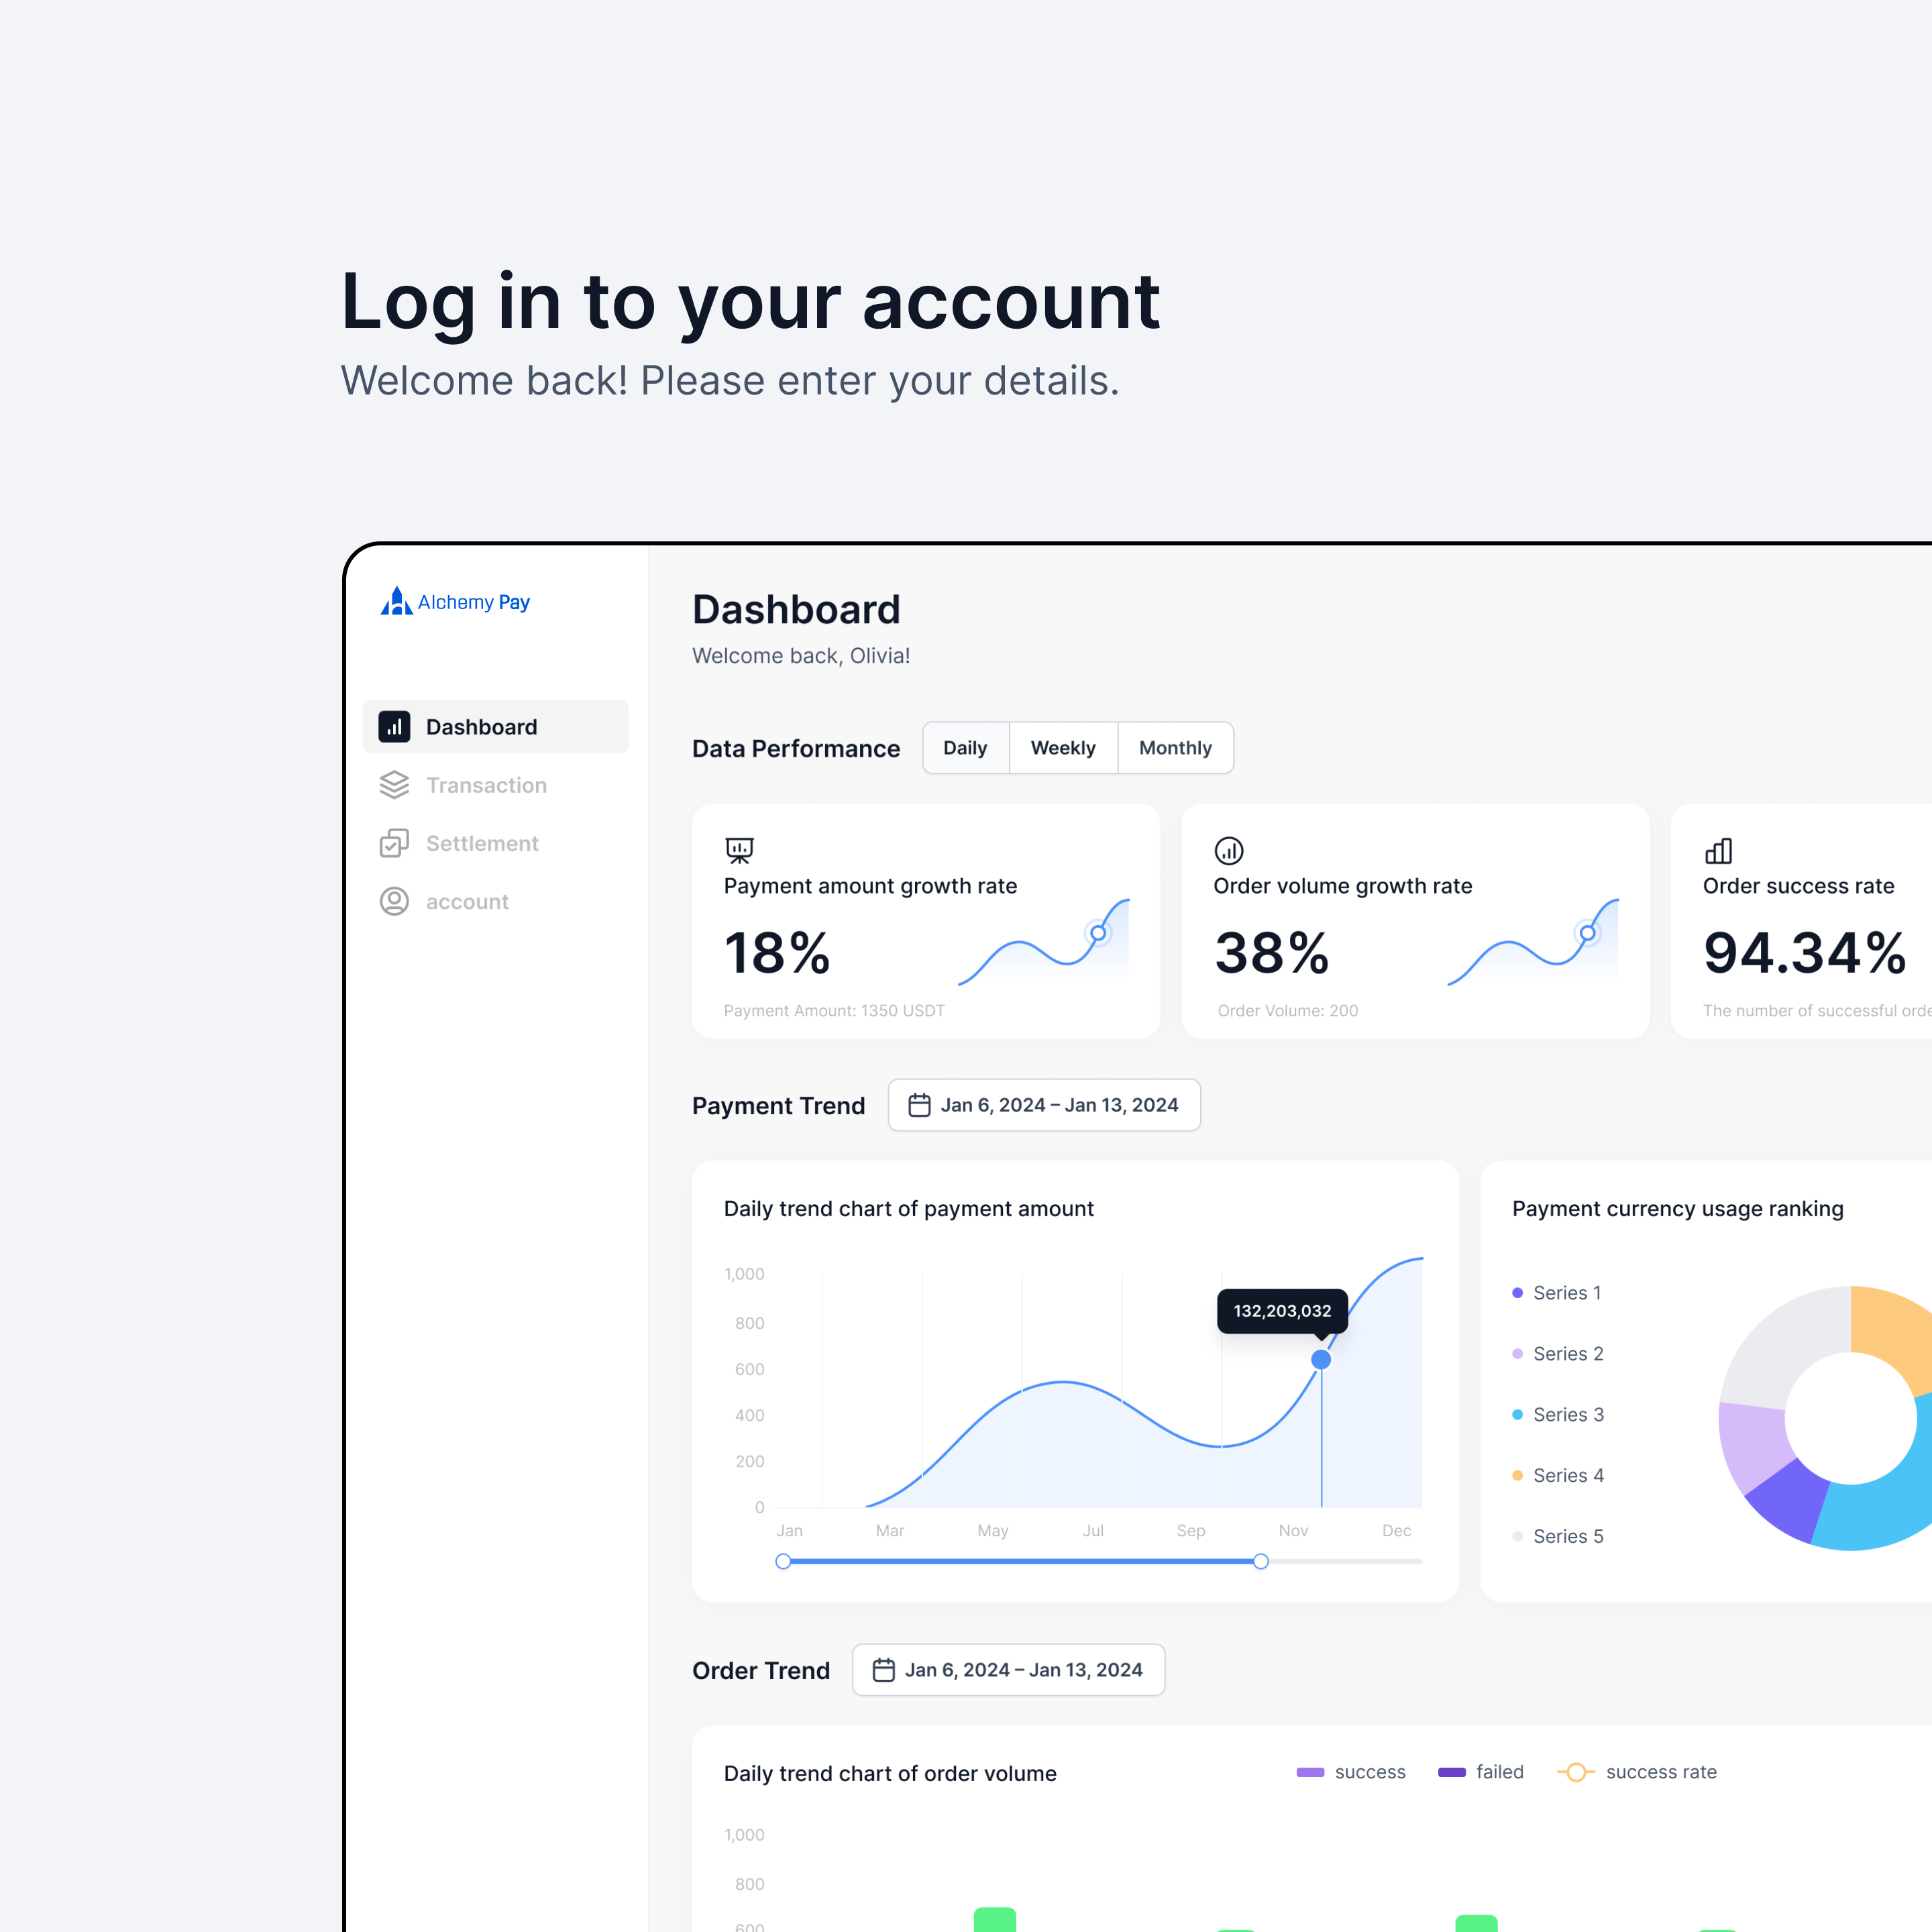 Log in to your account
Welcome back! Please enter your details.
Alchemy Pay
Dashboard
Transaction
Settlement
account
Dashboard
Welcome back, Olivia!
Data Performance
Daily
Weekly
Monthly
Payment amount growth rate
18%
Payment Amount: 1350 USDT
Order volume growth rate
38%
Order Volume: 200
Order success rate
94.34%
The number of successful
Payment Trend
Jan 6, 2024 – Jan 13, 2024
Daily trend chart of payment amount
1,000
800
600
400
200
0
132,203,032
Jan
Mar
May
Jul
Sep
Nov
Dec
Payment currency usage ranking
Series 1
Series 2
Series 3
Series 4
Series 5
Order Trend
Jan 6, 2024 – Jan 13, 2024
Daily trend chart of order volume
success
failed
success rate
1,000
800
600